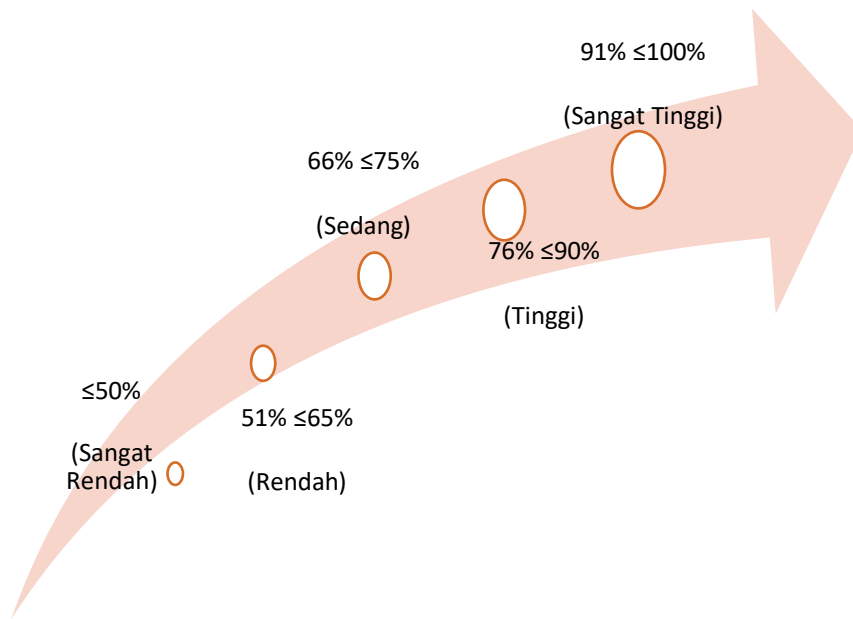 ≤50%
(Sangat
Rendah)
51% ≤65%
(Rendah)
66% ≤75%
(Sedang)
76% ≤90%
(Tinggi)
91% ≤100%
(Sangat Tinggi)